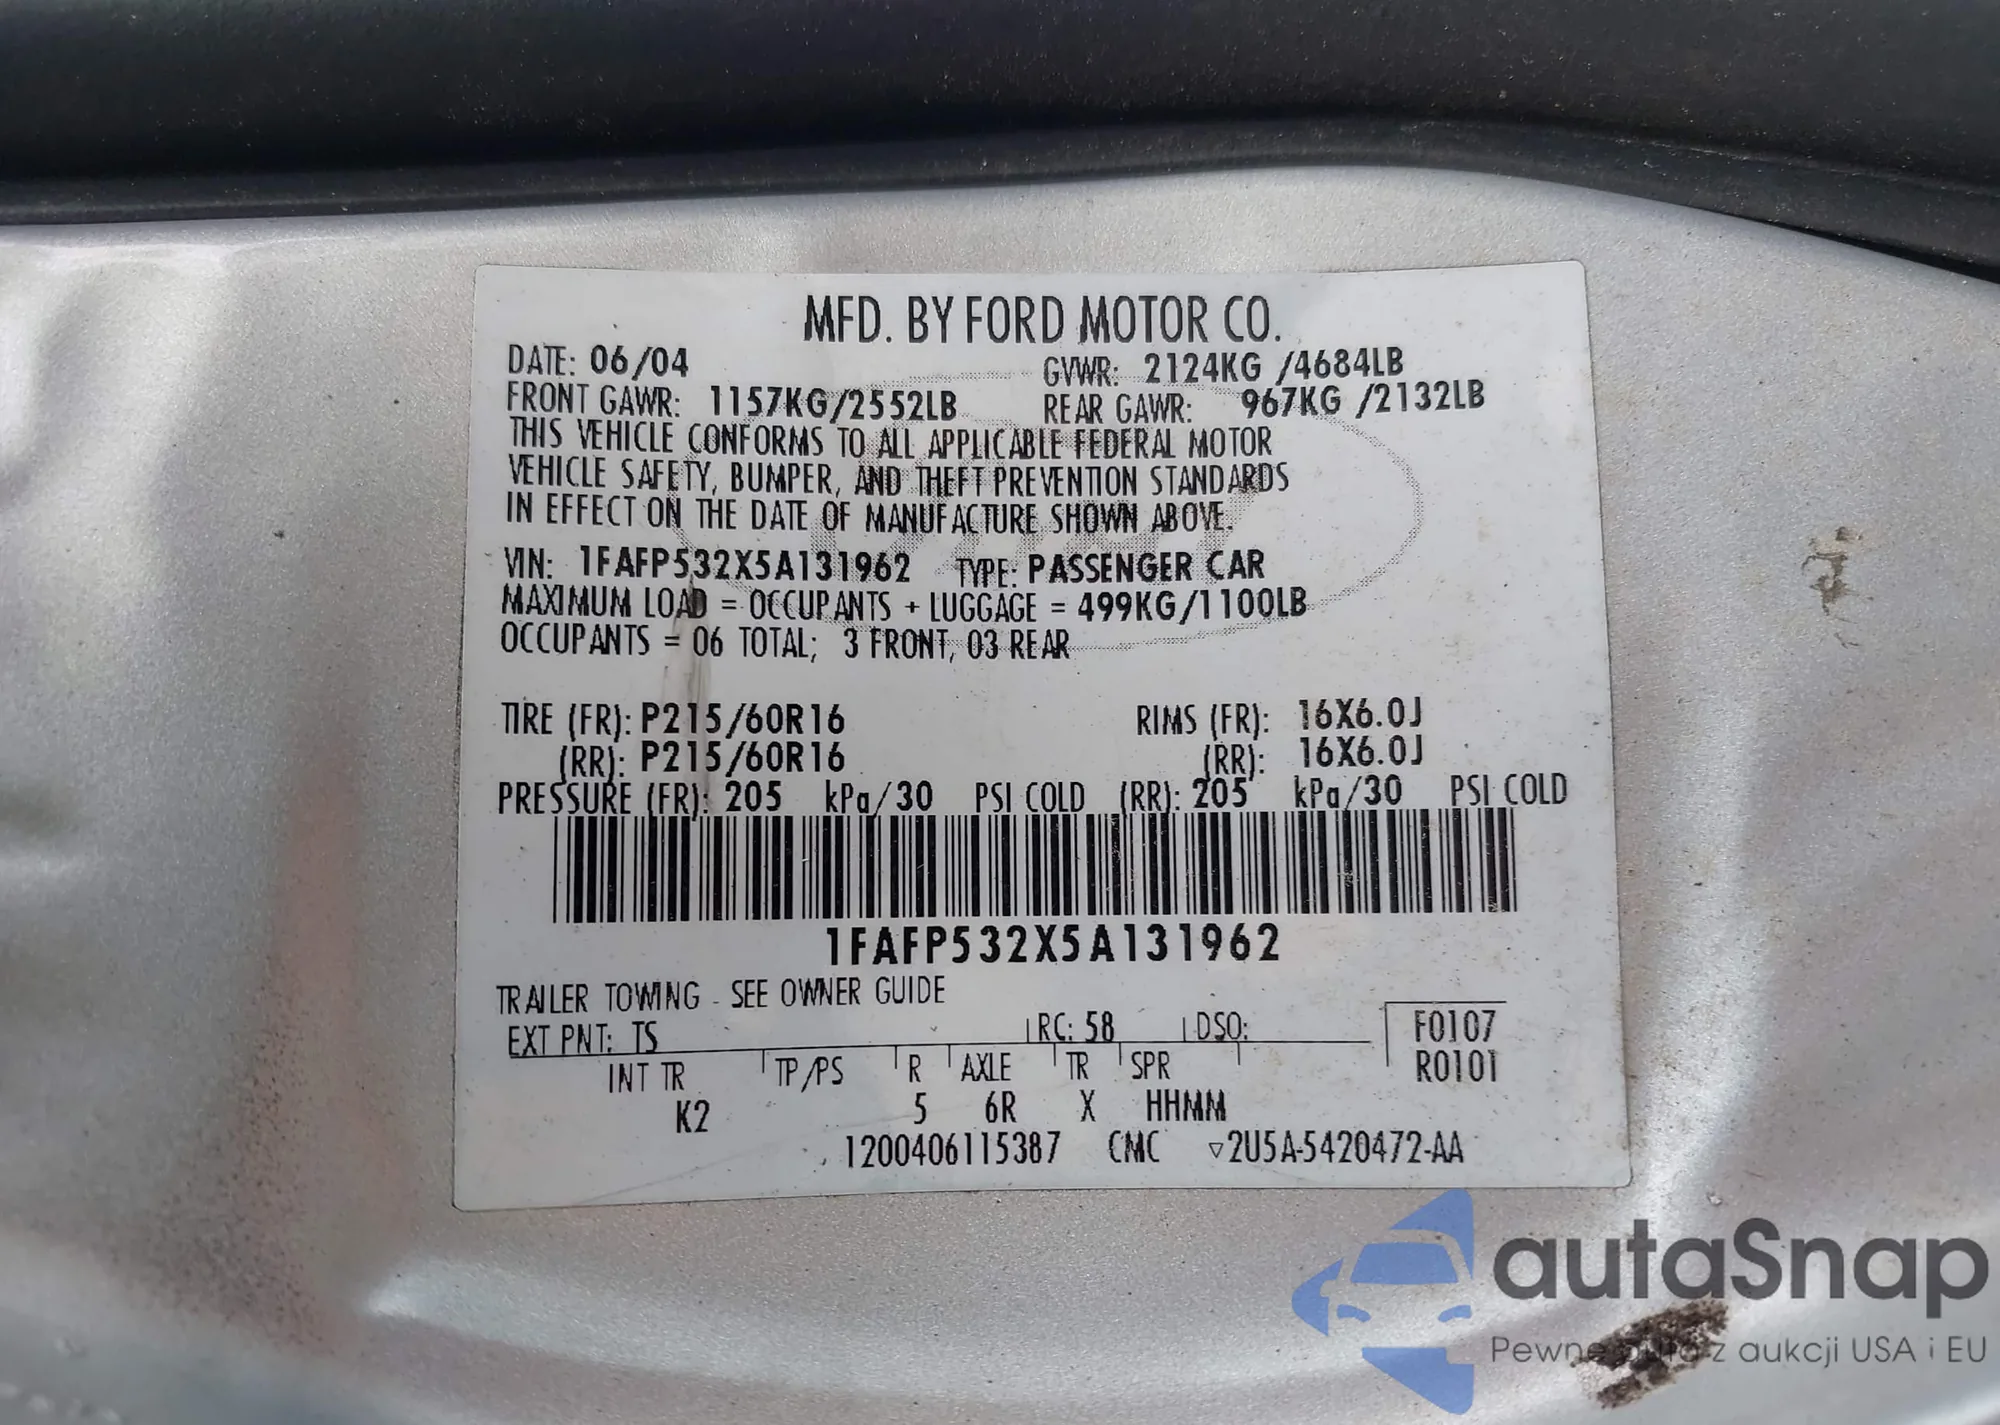 MFD. BY FORD MOTOR CO.
DATE: 06/04 GVWR: 2124KG /4684LB
FRONT GAWR: 1157KG/2552LB REAR GAWR: 967KG /2132LB
THIS VEHICLE CONFORMS TO ALL APPLICABLE FEDERAL MOTOR
VEHICLE SAFETY, BUMPER, AND THEFT PREVENTION STANDARDS
IN EFFECT ON THE DATE OF MANUFACTURE SHOWN ABOVE.
VIN: 1FAFP532X5A131962 TYPE: PASSENGER CAR
MAXIMUM LOAD = OCCUPANTS + LUGGAGE = 499KG/1100LB
OCCUPANTS = 06 TOTAL; 3 FRONT, 03 REAR
TIRE (FR): P215/60R16 RIMS (FR): 16X6.0J
(RR): P215/60R16 (RR): 16X6.0J
PRESSURE (FR): 205 kPa/30 PSI COLD (RR): 205 kPa/30 PSI COLD
1FAFP532X5A131962
TRAILER TOWING - SEE OWNER GUIDE
EXT PNT: TS RC: 58 DSO: F0107
INT TR TP/PS R AXLE TR SPR R0101
K2 5 6R X HHMM
1200406115387 CMC ▽2U5A-5420472-AA
autaSnap
Pewne auta z aukcji USA i EU